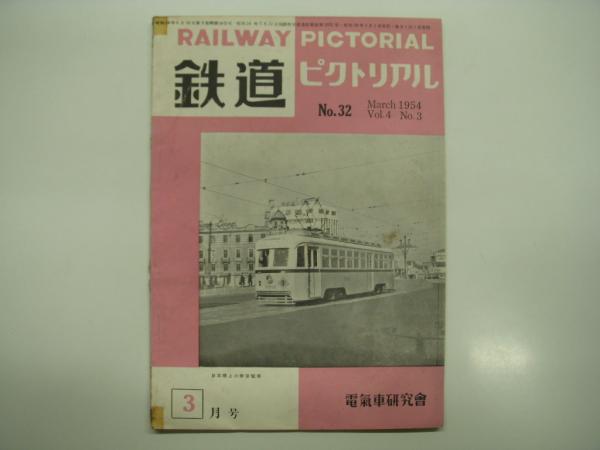 RAILWAY PICTORIAL
鉄道 ピクトリアル
No.32
March 1954
Vol.4 No.3
3
月号
電氣車研究會